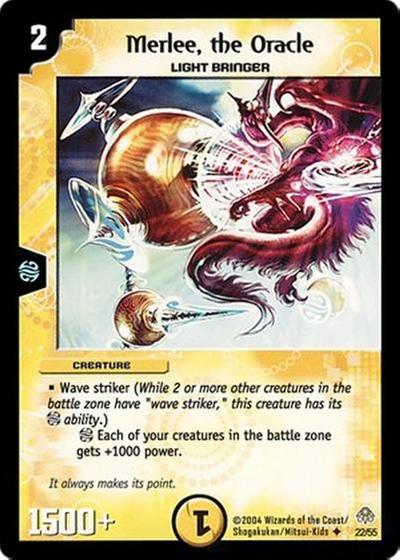 2
Merlee, the Oracle
LIGHT BRINGER
CREATURE
▪ Wave striker (While 2 or more other creatures in the
battle zone have "wave striker," this creature has its
ability.)
Each of your creatures in the battle zone
gets +1000 power.
It always makes its point.
1500+
1
©2004 Wizards of the Coast/
Shogakukan/Mitsui-Kids ♦ 22/55